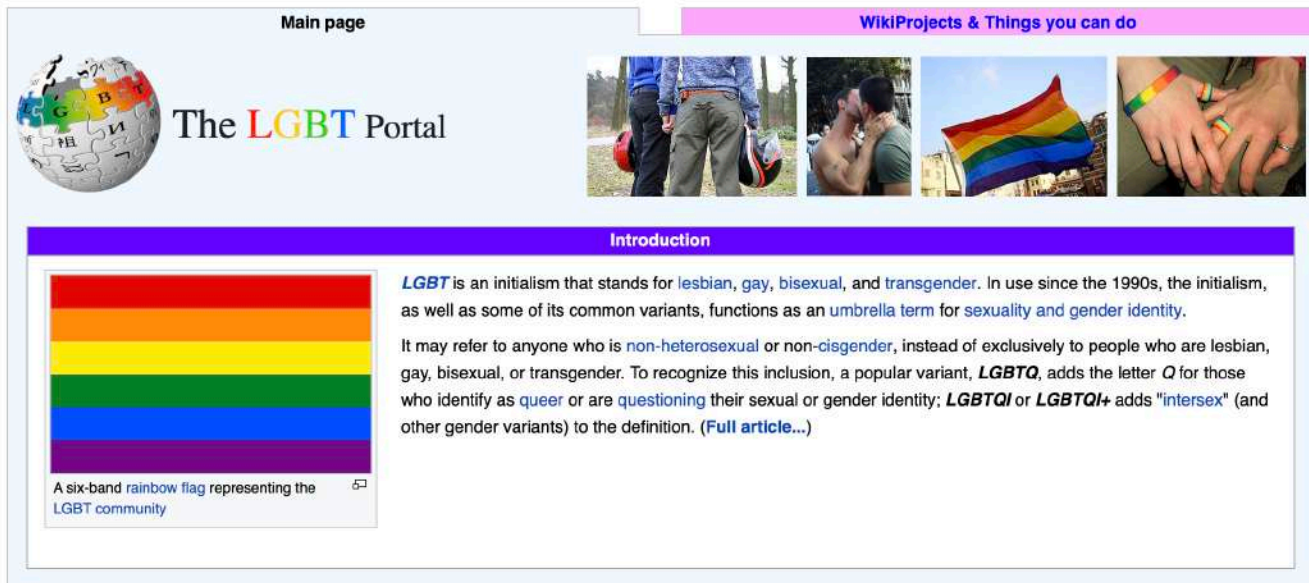 Main page
WikiProjects & Things you can do
L G B T
И
The LGBT Portal
Introduction
LGBT is an initialism that stands for lesbian, gay, bisexual, and transgender. In use since the 1990s, the initialism,
as well as some of its common variants, functions as an umbrella term for sexuality and gender identity.
It may refer to anyone who is non-heterosexual or non-cisgender, instead of exclusively to people who are lesbian,
gay, bisexual, or transgender. To recognize this inclusion, a popular variant, LGBTQ, adds the letter Q for those
who identify as queer or are questioning their sexual or gender identity; LGBTQI or LGBTQI+ adds "intersex" (and
other gender variants) to the definition. (Full article...)
A six-band rainbow flag representing the
LGBT community